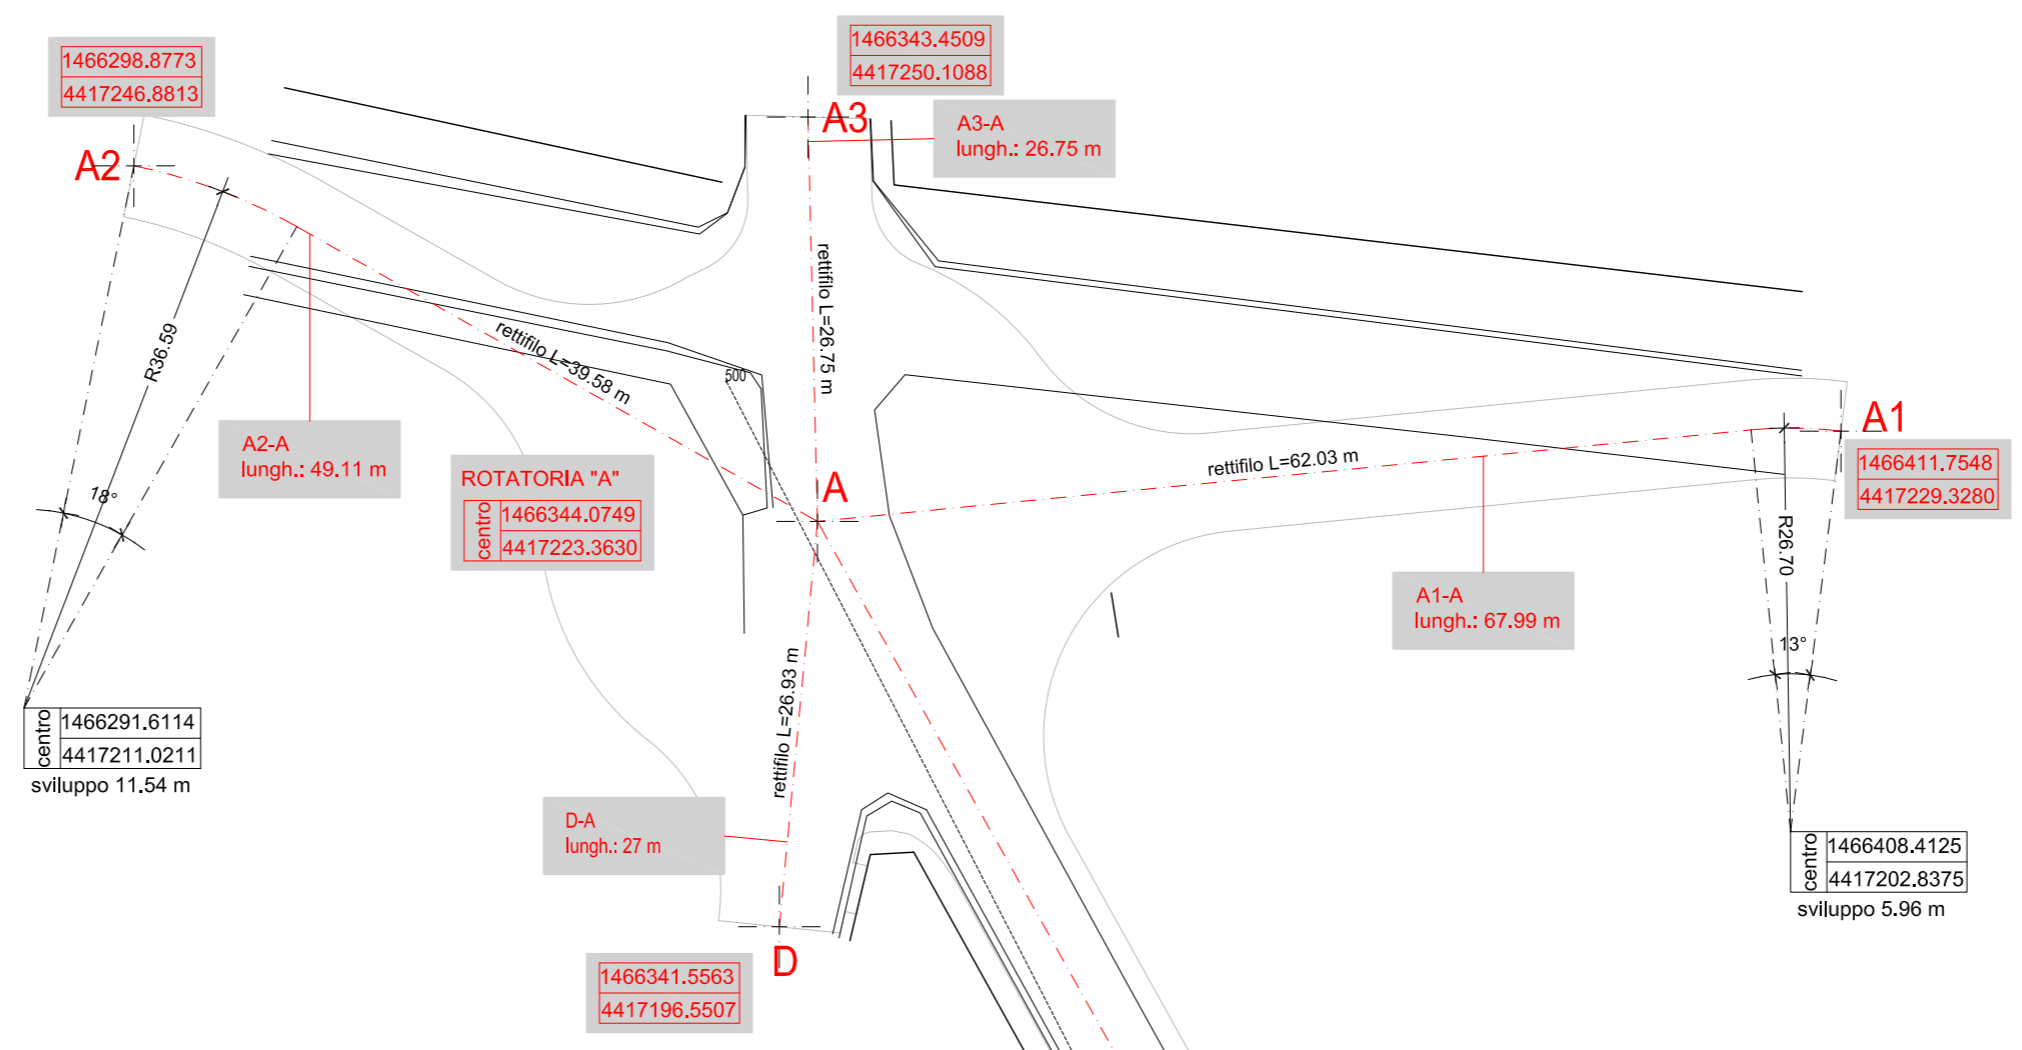 1466298.8773
4417246.8813
A2
1466343.4509
4417250.1088
A3
A3-A
lungh.: 26.75 m
rettifilo L=26.75 m
rettifilo L=39.58 m
R36.59
500
A2-A
lungh.: 49.11 m
18°
ROTATORIA "A"
centro
1466344.0749
4417223.3630
A
rettifilo L=62.03 m
A1
1466411.7548
4417229.3280
R26.70
A1-A
lungh.: 67.99 m
13°
rettifilo L=26.93 m
centro
1466291.6114
4417211.0211
sviluppo 11.54 m
D-A
lungh.: 27 m
centro
1466408.4125
4417202.8375
sviluppo 5.96 m
D
1466341.5563
4417196.5507